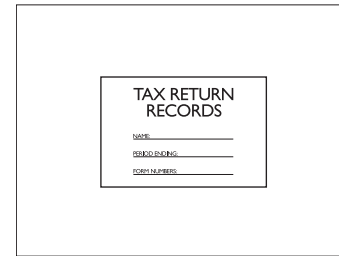 TAX RETURN
RECORDS
NAME:
PERIOD ENDING:
FORM NUMBERS: